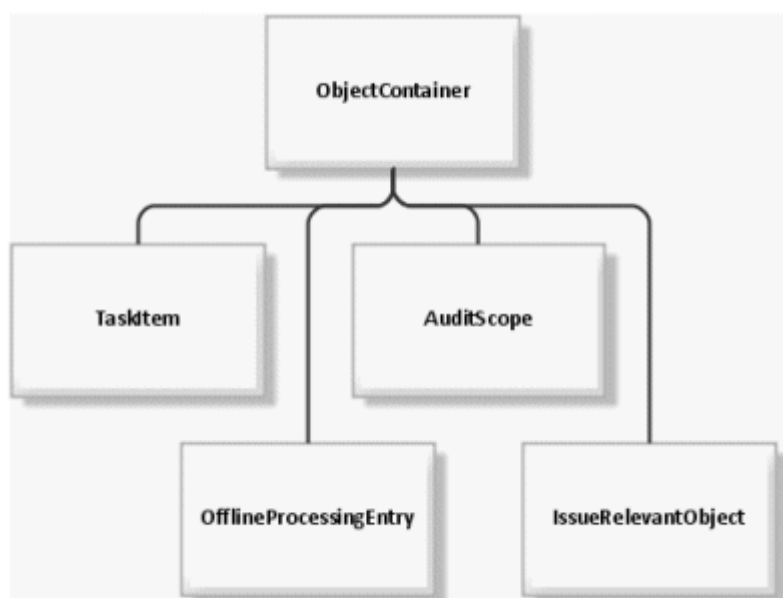 ObjectContainer
TaskItem
AuditScope
OfflineProcessingEntry
IssueRelevantObject